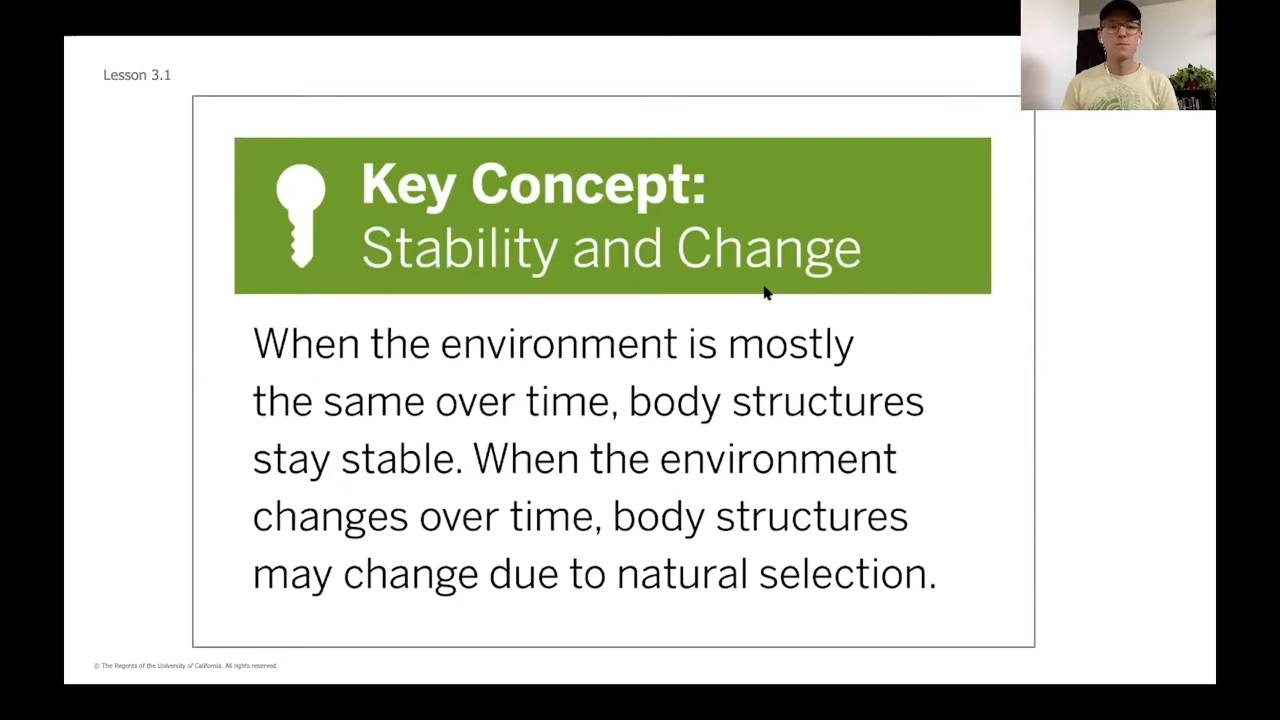 Lesson 3.1
Key Concept:
Stability and Change
When the environment is mostly
the same over time, body structures
stay stable. When the environment
changes over time, body structures
may change due to natural selection.
© The Regents of the University of California. All rights reserved.